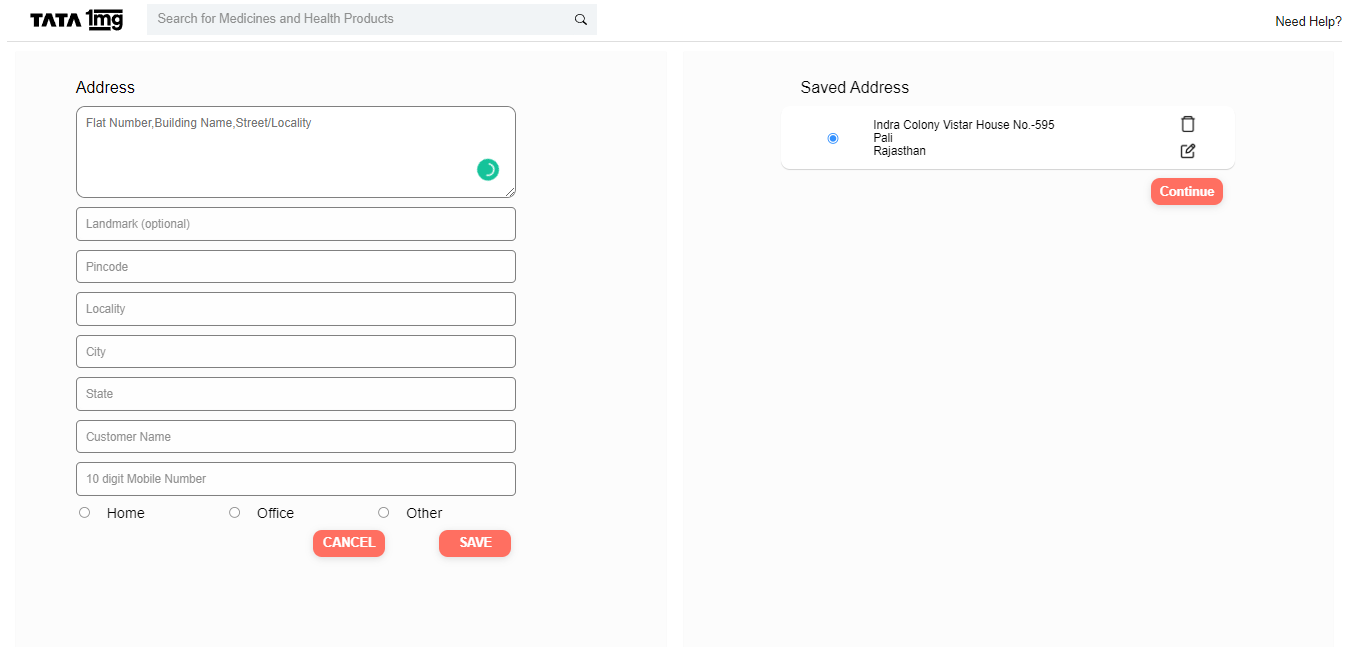 TATA 1mg
Search for Medicines and Health Products
Need Help?
Address
Flat Number,Building Name,Street/Locality
Landmark (optional)
Pincode
Locality
City
State
Customer Name
10 digit Mobile Number
Home
Office
Other
CANCEL
SAVE
Saved Address
Indra Colony Vistar House No.-595
Pali
Rajasthan
Continue